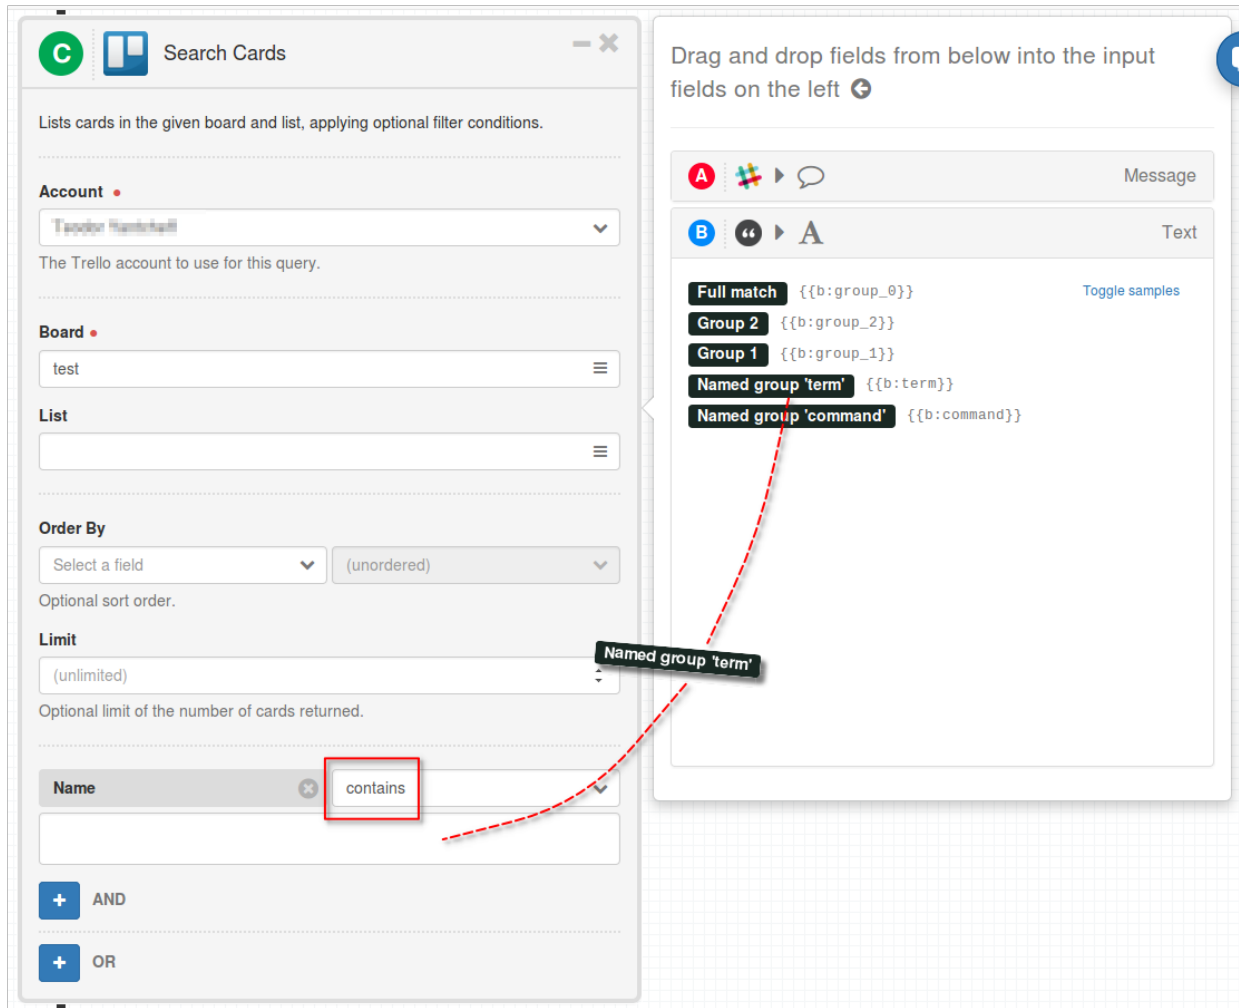 C
Search Cards
Lists cards in the given board and list, applying optional filter conditions.
Account
The Trello account to use for this query.
Board
test
List
Order By
Select a field
(unordered)
Optional sort order.
Limit
(unlimited)
Optional limit of the number of cards returned.
Name
contains
AND
OR
Drag and drop fields from below into the input
fields on the left
A
Message
B
A
Text
Full match {{b:group_0}}
Toggle samples
Group 2 {{b:group_2}}
Group 1 {{b:group_1}}
Named group 'term' {{b:term}}
Named group 'command' {{b:command}}
Named group 'term'